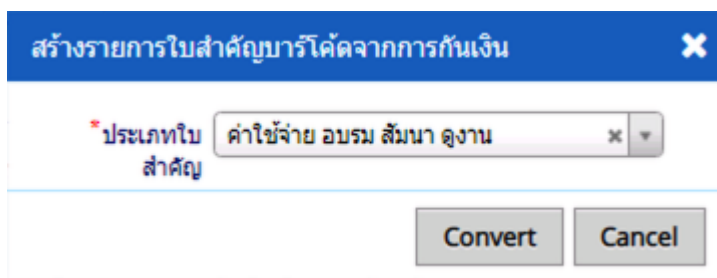 สร้างรายการใบสำคัญบาร์โค้ดจากการกันเงิน
*ประเภทใบ ค่าใช้จ่าย อบรม สัมนา ดูงาน
สำคัญ
Convert Cancel